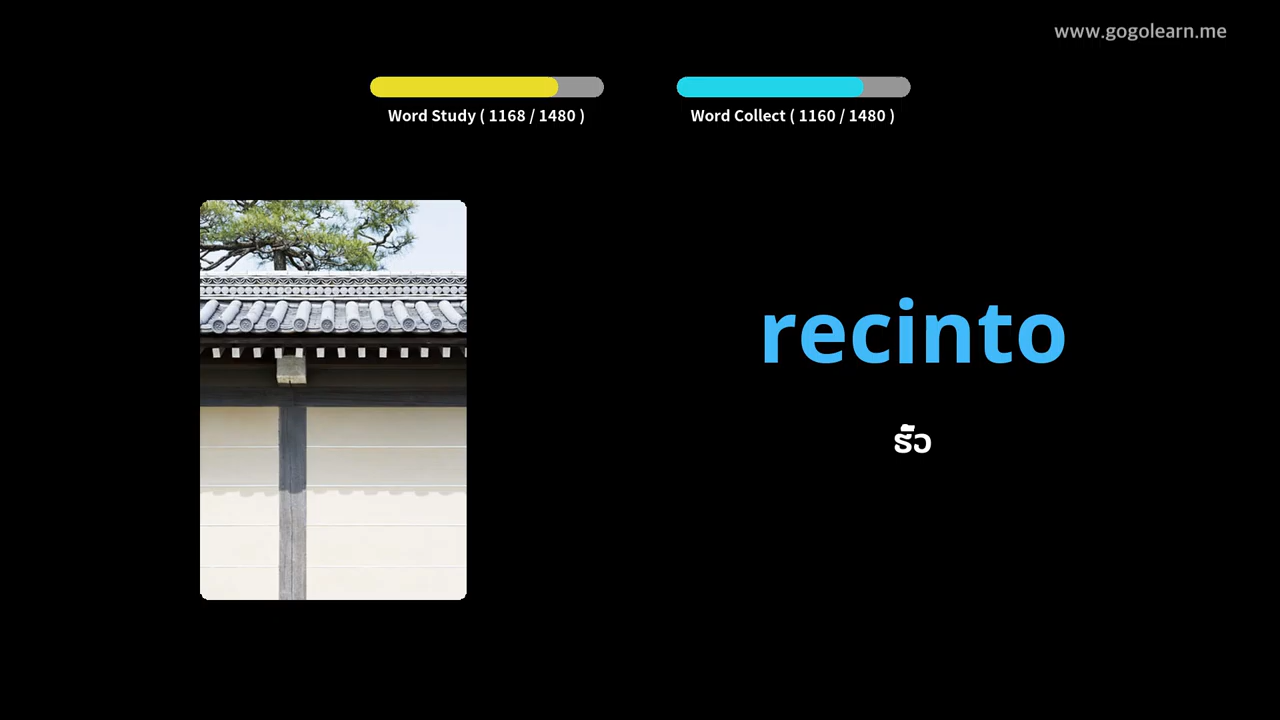 www.gogolearn.me
Word Study ( 1168 / 1480 )
Word Collect ( 1160 / 1480 )
recinto
รั้ว